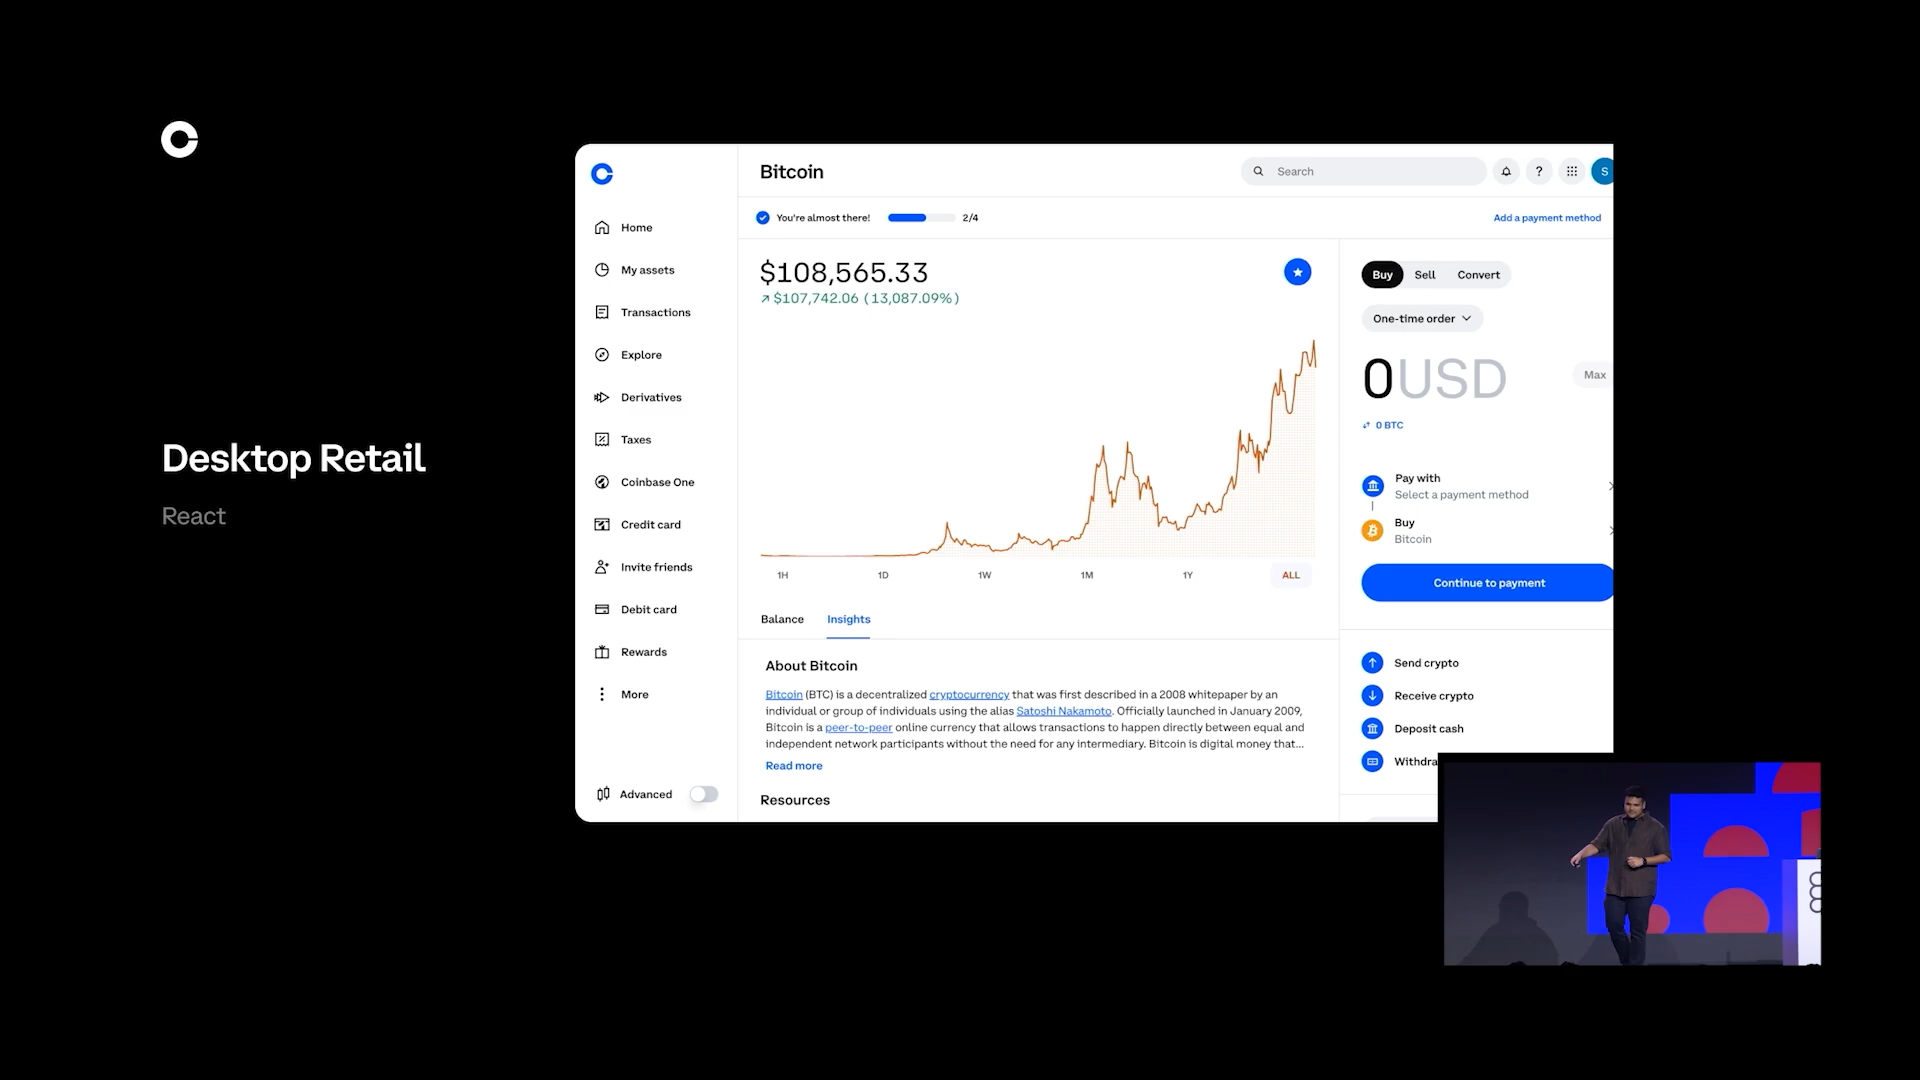 Desktop Retail
React
Home
My assets
Transactions
Explore
Derivatives
Taxes
Coinbase One
Credit card
Invite friends
Debit card
Rewards
More
Advanced
Bitcoin
Search
?
S
You're almost there!
2/4
Add a payment method
$108,565.33
↗ $107,742.06 (13,087.09%)
1H 1D 1W 1M 1Y ALL
Balance Insights
About Bitcoin
Bitcoin (BTC) is a decentralized cryptocurrency that was first described in a 2008 whitepaper by an
individual or group of individuals using the alias Satoshi Nakamoto. Officially launched in January 2009,
Bitcoin is a peer-to-peer online currency that allows transactions to happen directly between equal and
independent network participants without the need for any intermediary. Bitcoin is digital money that...
Read more
Resources
Buy Sell Convert
One-time order
0USD
Max
0 BTC
Pay with
Select a payment method
Buy
Bitcoin
Continue to payment
Send crypto
Receive crypto
Deposit cash
Withdra